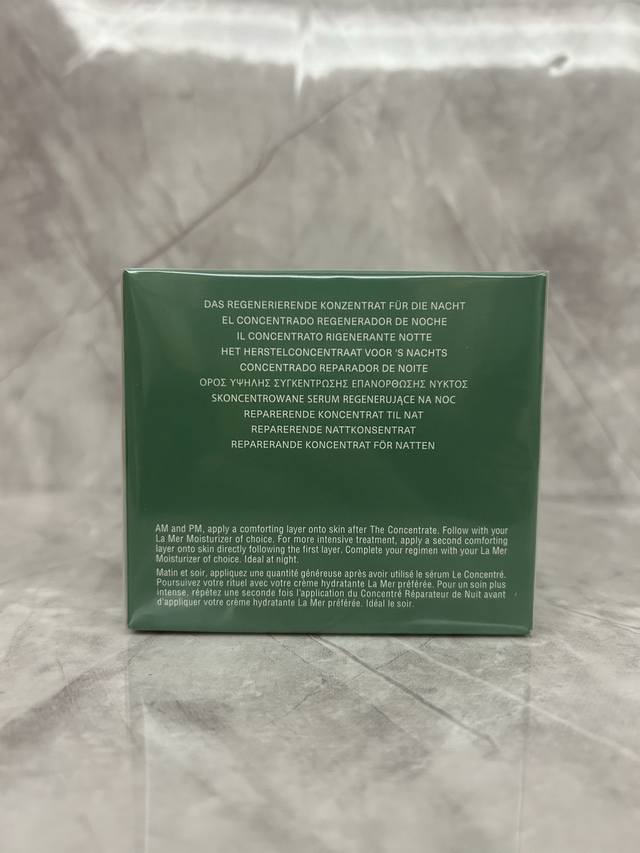 DAS REGENERIERENDE KONZENTRAT FÜR DIE NACHT
EL CONCENTRADO REGENERADOR DE NOCHE
IL CONCENTRATO RIGENERANTE NOTTE
HET HERSTELCONCENTRAAT VOOR 'S NACHTS
CONCENTRADO REPARADOR DE NOITE
ΟΡΟΣ ΥΨΗΛΗΣ ΣΥΓΚΕΝΤΡΩΣΗΣ ΕΠΑΝΟΡΘΩΣΗΣ ΝΥΚΤΟΣ
SKONCENTROWANE SERUM REGENERUJĄCE NA NOC
REPARERENDE KONCENTRAT TIL NAT
REPARERENDE NATTKONSENTRAT
REPARERANDE KONCENTRAT FÖR NATTEN
AM and PM, apply a comforting layer onto skin after The Concentrate. Follow with your
La Mer Moisturizer of choice. For more intensive treatment, apply a second comforting
layer onto skin directly following the first layer. Complete your regimen with your La Mer
Moisturizer of choice. Ideal at night.
Matin et soir, appliquez une quantité généreuse après avoir utilisé le sérum Le Concentré.
Poursuivez votre rituel avec votre crème hydratante La Mer préférée. Pour un soin plus
intense, répétez une seconde fois l'application du Concentré Réparateur de Nuit avant
d'appliquer votre crème hydratante La Mer préférée. Idéal le soir.